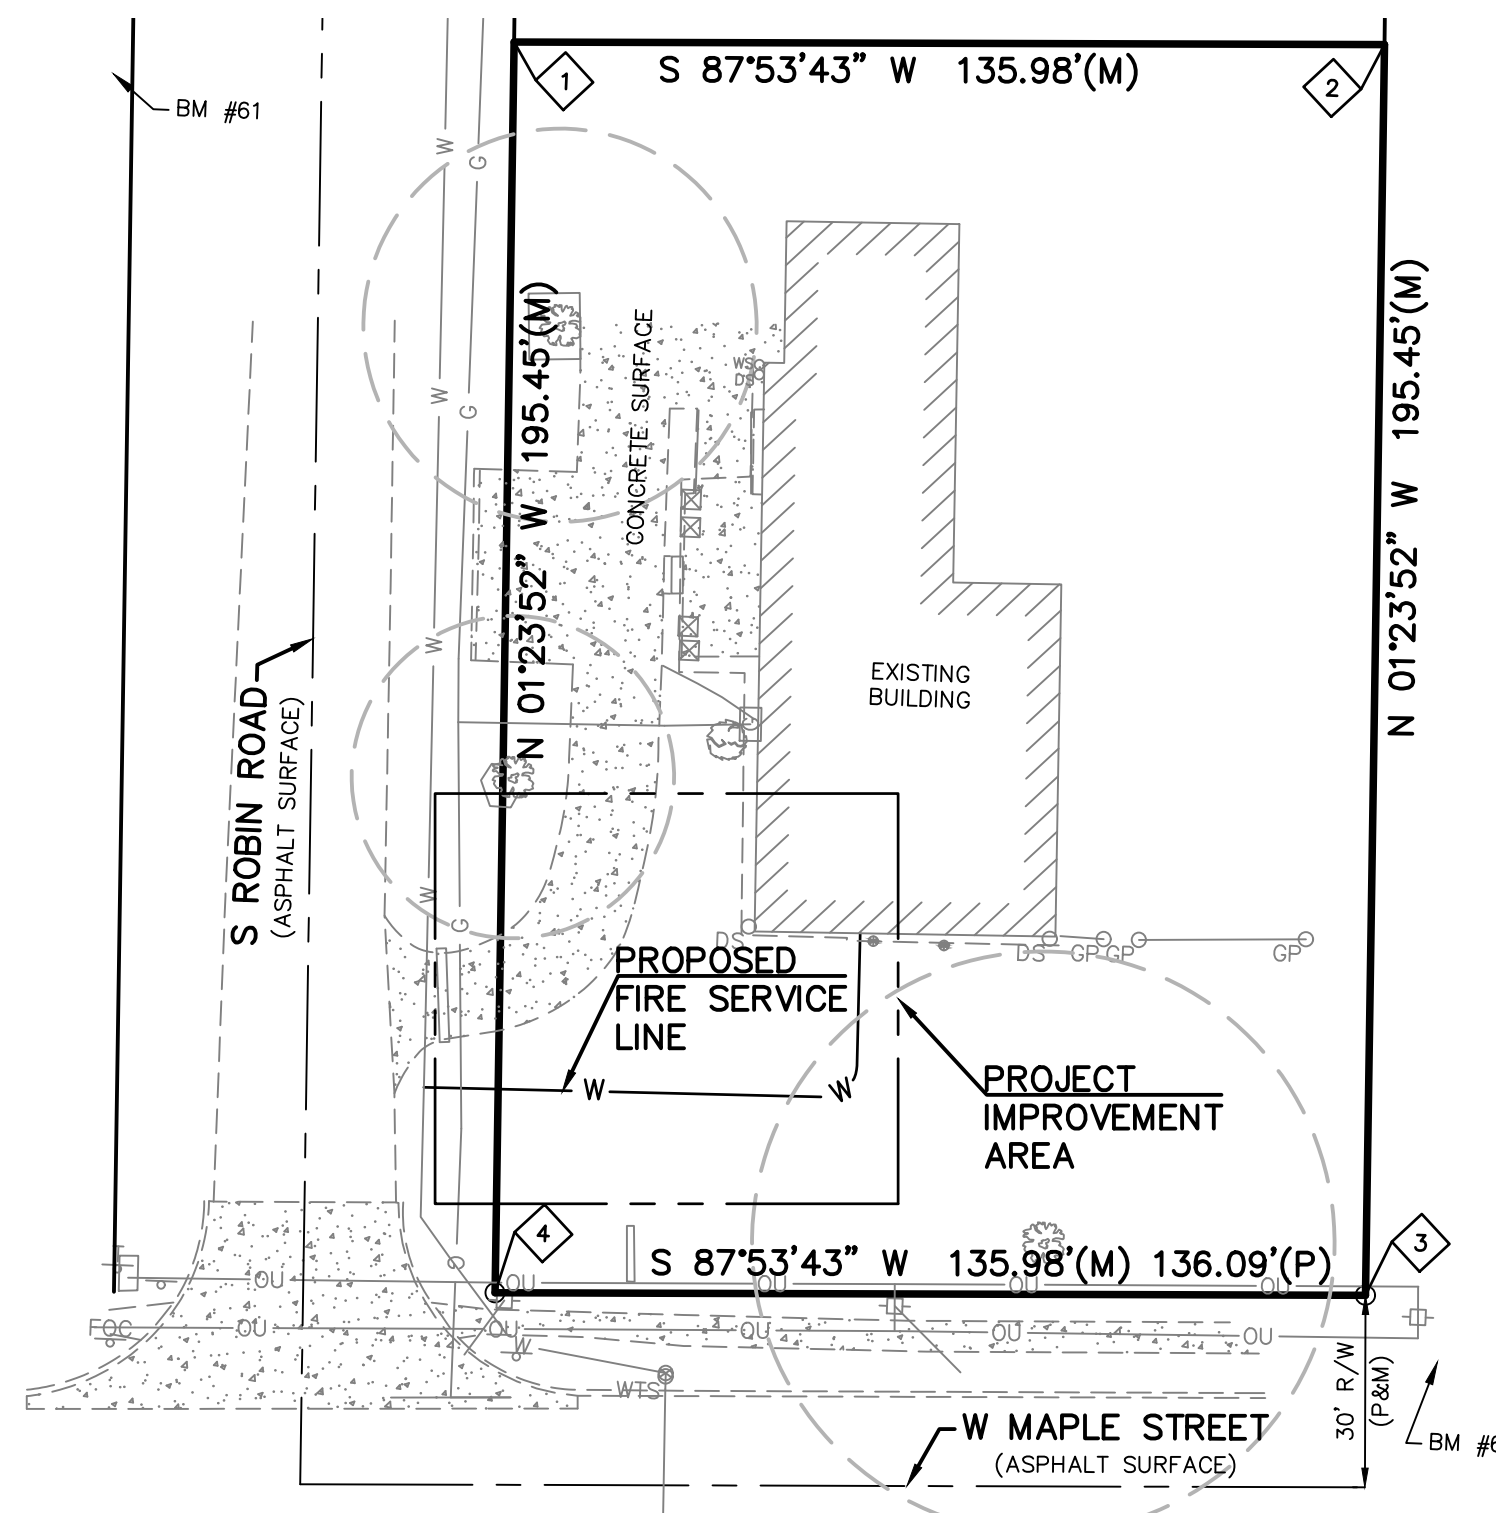 S 87°53'43" W 135.98'(M)
1
2
BM #61
W
G
N 01°23'52" W 195.45'(M)
N 01°23'52" W 195.45'(M)
CONCRETE SURFACE
WS
DS
W
G
W
EXISTING
BUILDING
S ROBIN ROAD
(ASPHALT SURFACE)
W
G
DS
DS
GP
GP
GP
PROPOSED
FIRE SERVICE
LINE
W
W
PROJECT
IMPROVEMENT
AREA
4
3
S 87°53'43" W 135.98'(M) 136.09'(P)
OU
OU
OU
OU
OU
FOC
OU
OU
OU
OU
OU
W
WTS
30' R/W
(P&M)
W MAPLE STREET
(ASPHALT SURFACE)
BM